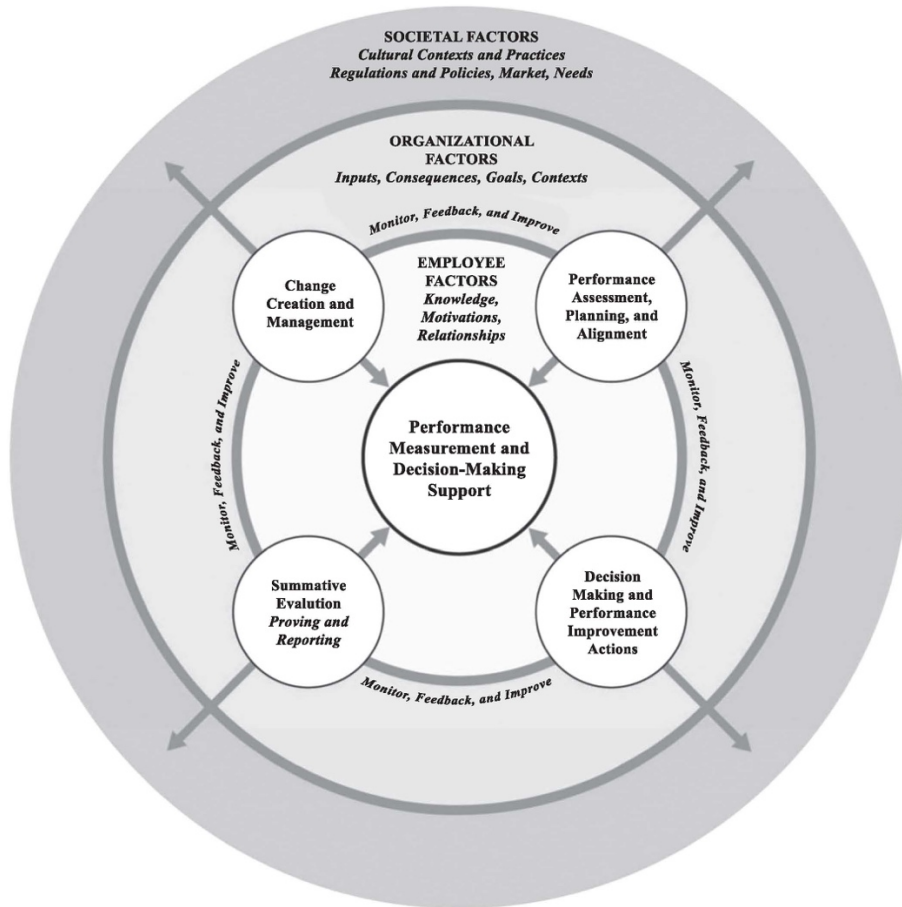 SOCIETAL FACTORS
Cultural Contexts and Practices
Regulations and Policies, Market, Needs
ORGANIZATIONAL
FACTORS
Inputs, Consequences, Goals, Contexts
Monitor, Feedback, and Improve
Change
Creation and
Management
EMPLOYEE
FACTORS
Knowledge,
Motivations,
Relationships
Performance
Assessment,
Planning, and
Alignment
Monitor, Feedback, and Improve
Performance
Measurement and
Decision-Making
Support
Monitor, Feedback, and Improve
Summative
Evalution
Proving and
Reporting
Decision
Making and
Performance
Improvement
Actions
Monitor, Feedback, and Improve